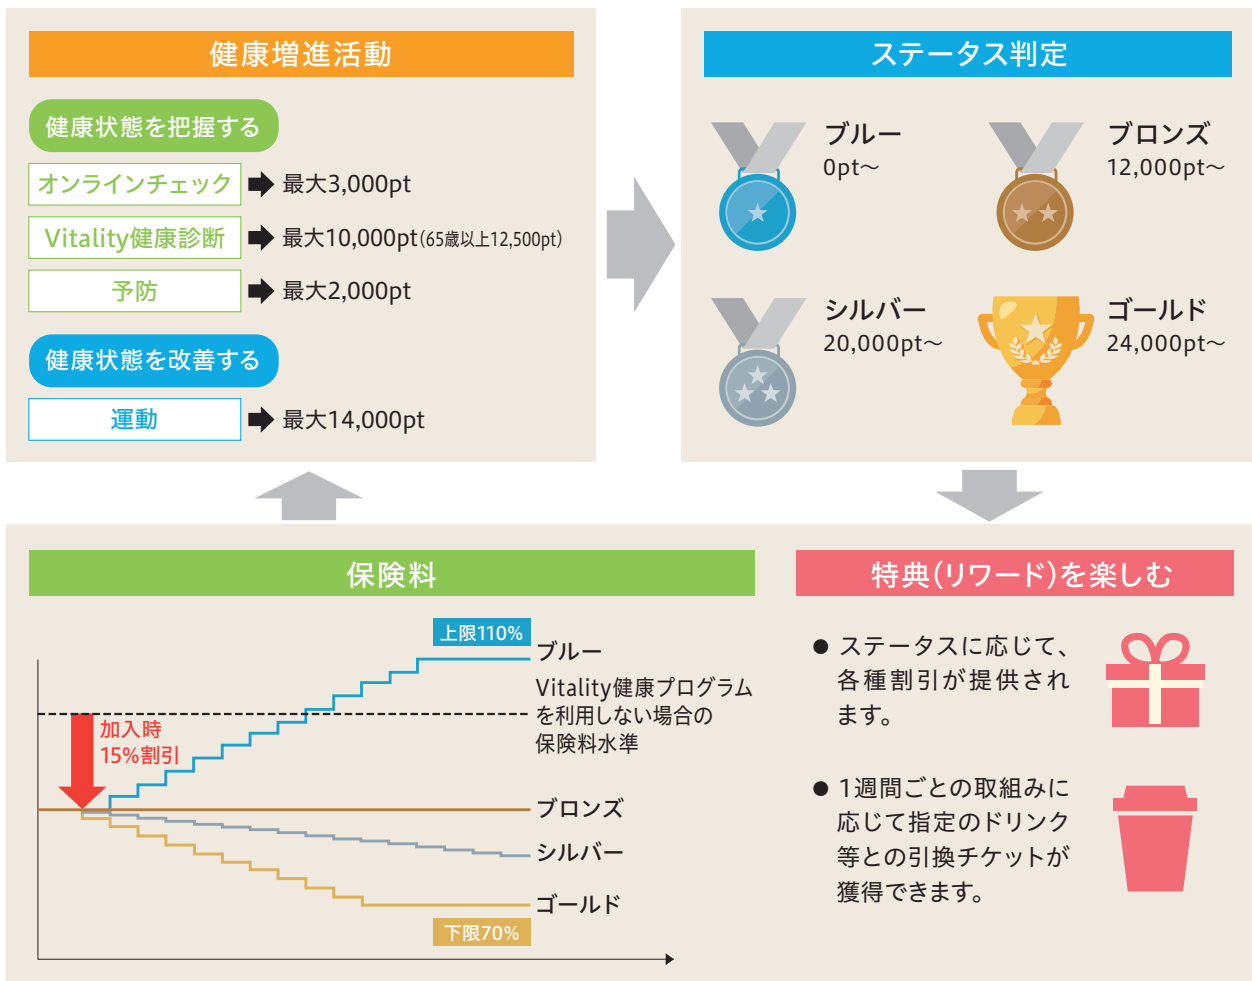 健康増進活動
健康状態を把握する
オンラインチェック
最大3,000pt
Vitality健康診断
最大10,000pt(65歳以上12,500pt)
予防
最大2,000pt
健康状態を改善する
運動
最大14,000pt
ステータス判定
ブルー
0pt～
ブロンズ
12,000pt～
シルバー
20,000pt～
ゴールド
24,000pt～
保険料
上限110%
ブルー
Vitality健康プログラム
を利用しない場合の
保険料水準
加入時
15%割引
ブロンズ
シルバー
ゴールド
下限70%
特典(リワード)を楽しむ
● ステータスに応じて、
各種割引が提供され
ます。
● 1週間ごとの取組みに
応じて指定のドリンク
等との引換チケットが
獲得できます。